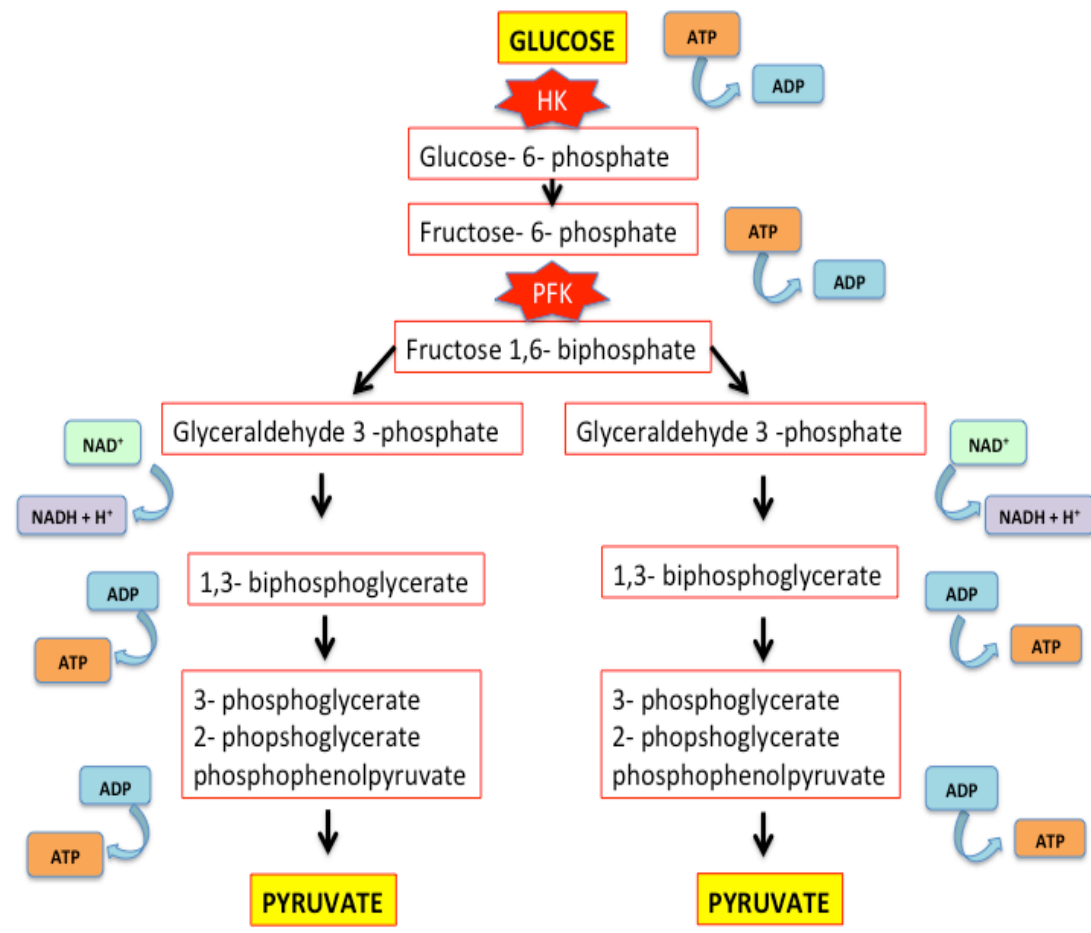 GLUCOSE
ATP
ADP
HK
Glucose- 6- phosphate
Fructose- 6- phosphate
ATP
ADP
PFK
Fructose 1,6- biphosphate
Glyceraldehyde 3 -phosphate
Glyceraldehyde 3 -phosphate
NAD⁺
NADH + H⁺
NAD⁺
NADH + H⁺
1,3- biphosphoglycerate
1,3- biphosphoglycerate
ADP
ATP
ADP
ATP
3- phosphoglycerate
2- phopshoglycerate
phosphophenolpyruvate
3- phosphoglycerate
2- phopshoglycerate
phosphophenolpyruvate
ADP
ATP
ADP
ATP
PYRUVATE
PYRUVATE